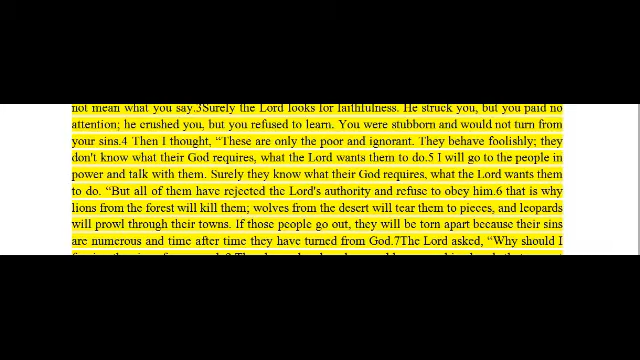 not mean what you say.3Surely the Lord looks for faithfulness. He struck you, but you paid no
attention; he crushed you, but you refused to learn. You were stubborn and would not turn from
your sins.4 Then I thought, “These are only the poor and ignorant. They behave foolishly; they
don't know what their God requires, what the Lord wants them to do.5 I will go to the people in
power and talk with them. Surely they know what their God requires, what the Lord wants them
to do. “But all of them have rejected the Lord's authority and refuse to obey him.6 that is why
lions from the forest will kill them; wolves from the desert will tear them to pieces, and leopards
will prowl through their towns. If those people go out, they will be torn apart because their sins
are numerous and time after time they have turned from God.7The Lord asked, “Why should I